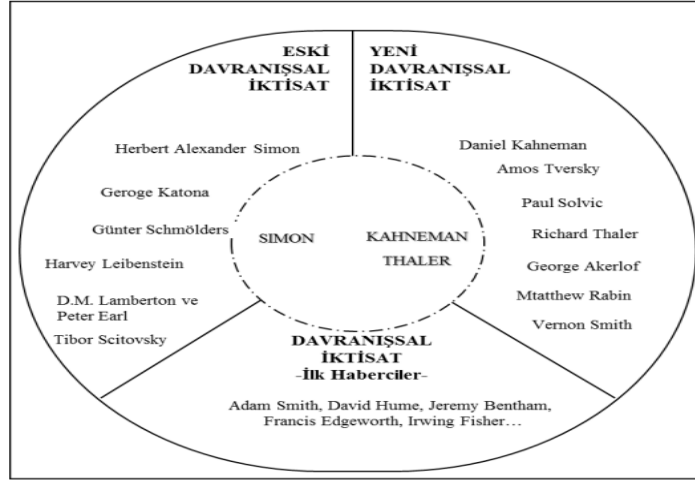 ESKİ
DAVRANIŞSAL
İKTİSAT
Herbert Alexander Simon
Geroge Katona
Günter Schmölders
Harvey Leibenstein
D.M. Lamberton ve
Peter Earl
Tibor Scitovsky
YENİ
DAVRANIŞSAL
İKTİSAT
Daniel Kahneman
Amos Tversky
Paul Solvic
Richard Thaler
George Akerlof
Mtatthew Rabin
Vernon Smith
SIMON
KAHNEMAN
THALER
DAVRANIŞSAL
İKTİSAT
-İlk Haberciler-
Adam Smith, David Hume, Jeremy Bentham,
Francis Edgeworth, Irwing Fisher…